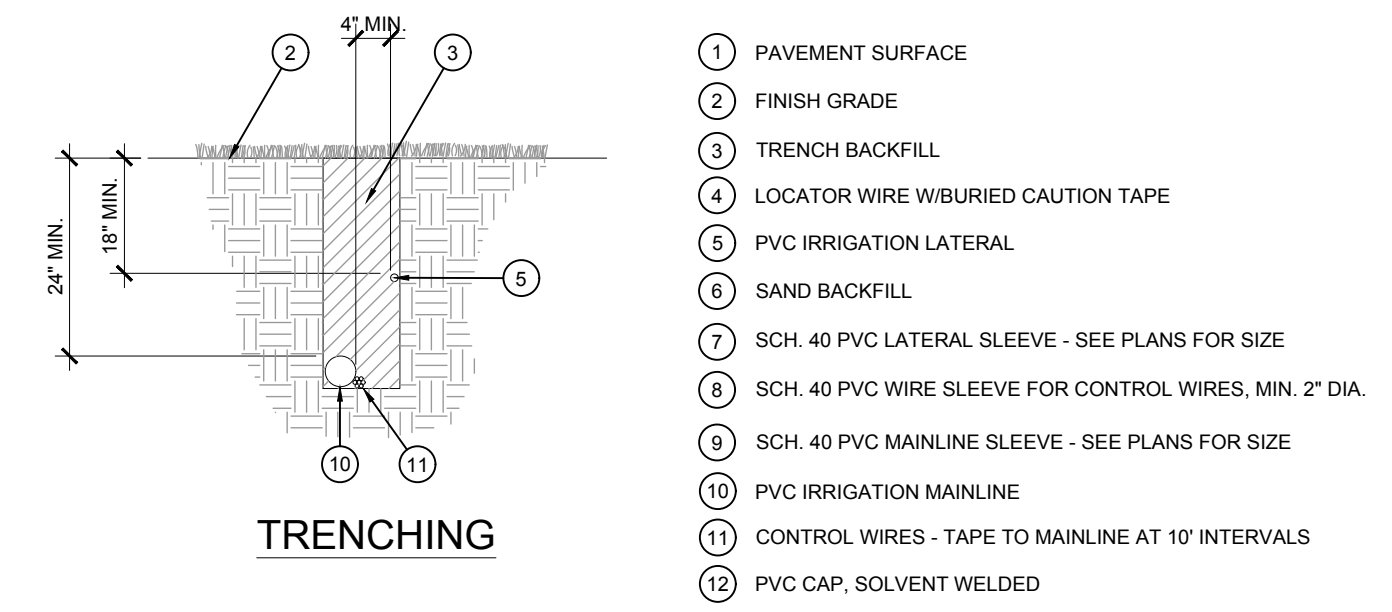 4" MIN.
2
3
24" MIN.
18" MIN.
5
10
11
TRENCHING
1 PAVEMENT SURFACE
2 FINISH GRADE
3 TRENCH BACKFILL
4 LOCATOR WIRE W/BURIED CAUTION TAPE
5 PVC IRRIGATION LATERAL
6 SAND BACKFILL
7 SCH. 40 PVC LATERAL SLEEVE - SEE PLANS FOR SIZE
8 SCH. 40 PVC WIRE SLEEVE FOR CONTROL WIRES, MIN. 2" DIA.
9 SCH. 40 PVC MAINLINE SLEEVE - SEE PLANS FOR SIZE
10 PVC IRRIGATION MAINLINE
11 CONTROL WIRES - TAPE TO MAINLINE AT 10' INTERVALS
12 PVC CAP, SOLVENT WELDED